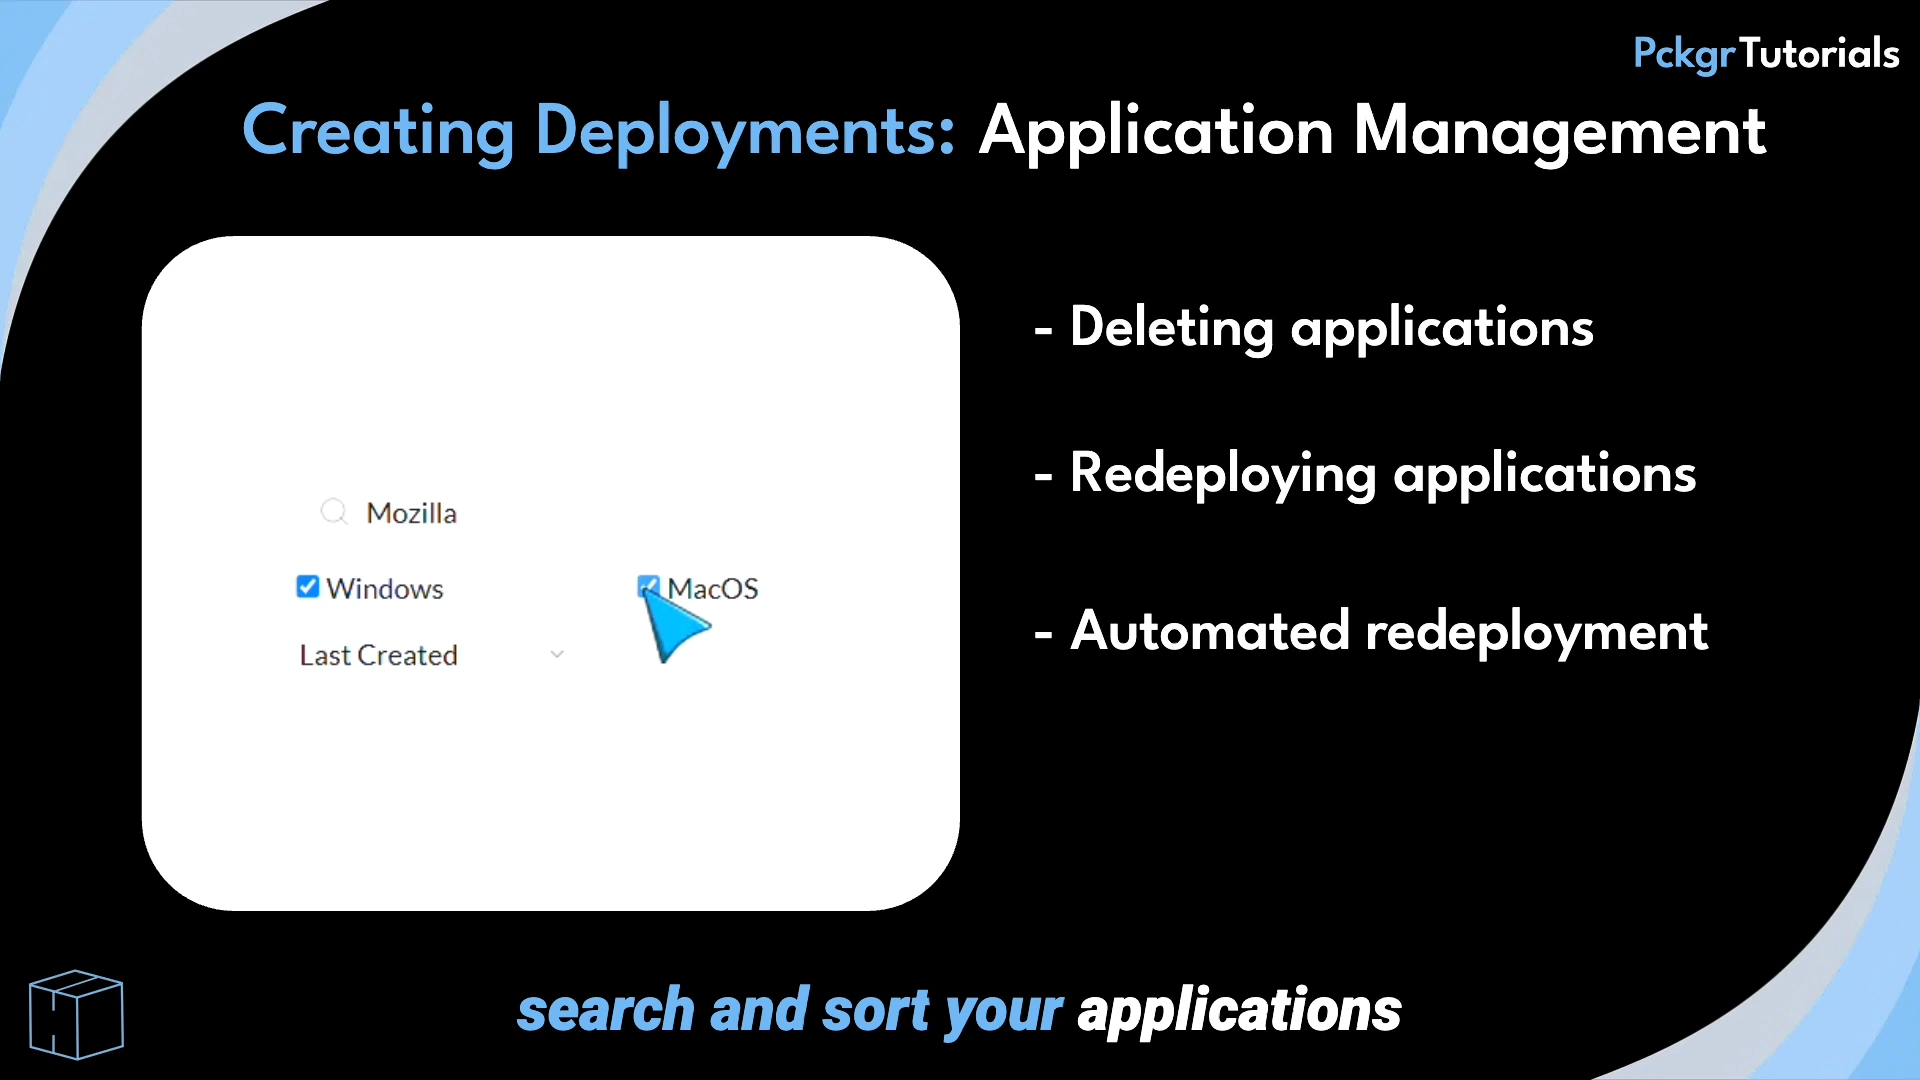 PckgrTutorials
Creating Deployments: Application Management
Mozilla
Windows
MacOS
Last Created
- Deleting applications
- Redeploying applications
- Automated redeployment
search and sort your applications